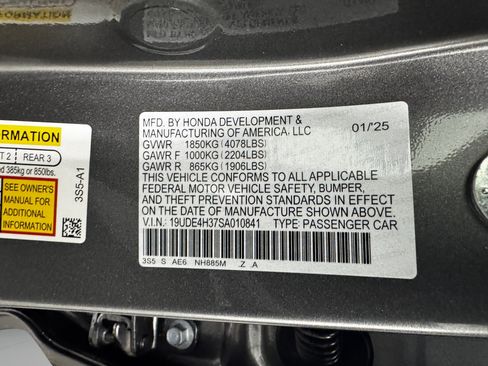 MFD. BY HONDA DEVELOPMENT &
MANUFACTURING OF AMERICA, LLC 01/'25
GVWR 1850KG (4078LBS)
GAWR F 1000KG (2204LBS)
GAWR R 865KG (1906LBS)
THIS VEHICLE CONFORMS TO ALL APPLICABLE
FEDERAL MOTOR VEHICLE SAFETY, BUMPER,
AND THEFT PREVENTION STANDARDS IN EFFECT
ON THE DATE OF MANUFACTURE SHOWN ABOVE.
V.I.N.: 19UDE4H37SA010841 TYPE: PASSENGER CAR
3S5 S AE6 NH885M .Z .A
ORMATION
T 2 REAR 3
ed 385kg or 850lbs.
SEE OWNER'S
MANUAL FOR
ADDITIONAL
INFORMATION
3S5-A1